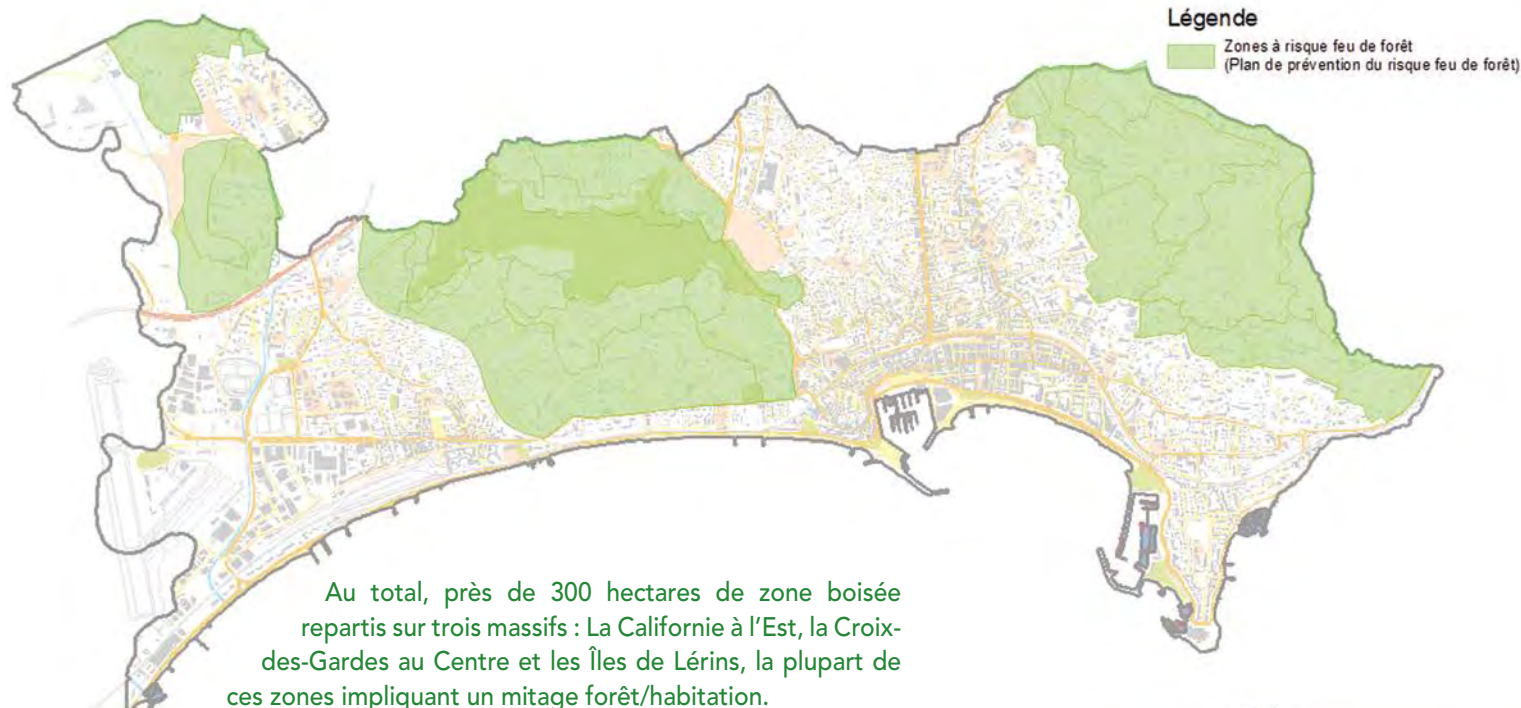 Légende
Zones à risque feu de forêt
(Plan de prévention du risque feu de forêt)
Au total, près de 300 hectares de zone boisée
repartis sur trois massifs : La Californie à l'Est, la Croix-
des-Gardes au Centre et les Îles de Lérins, la plupart de
ces zones impliquant un mitage forêt/habitation.